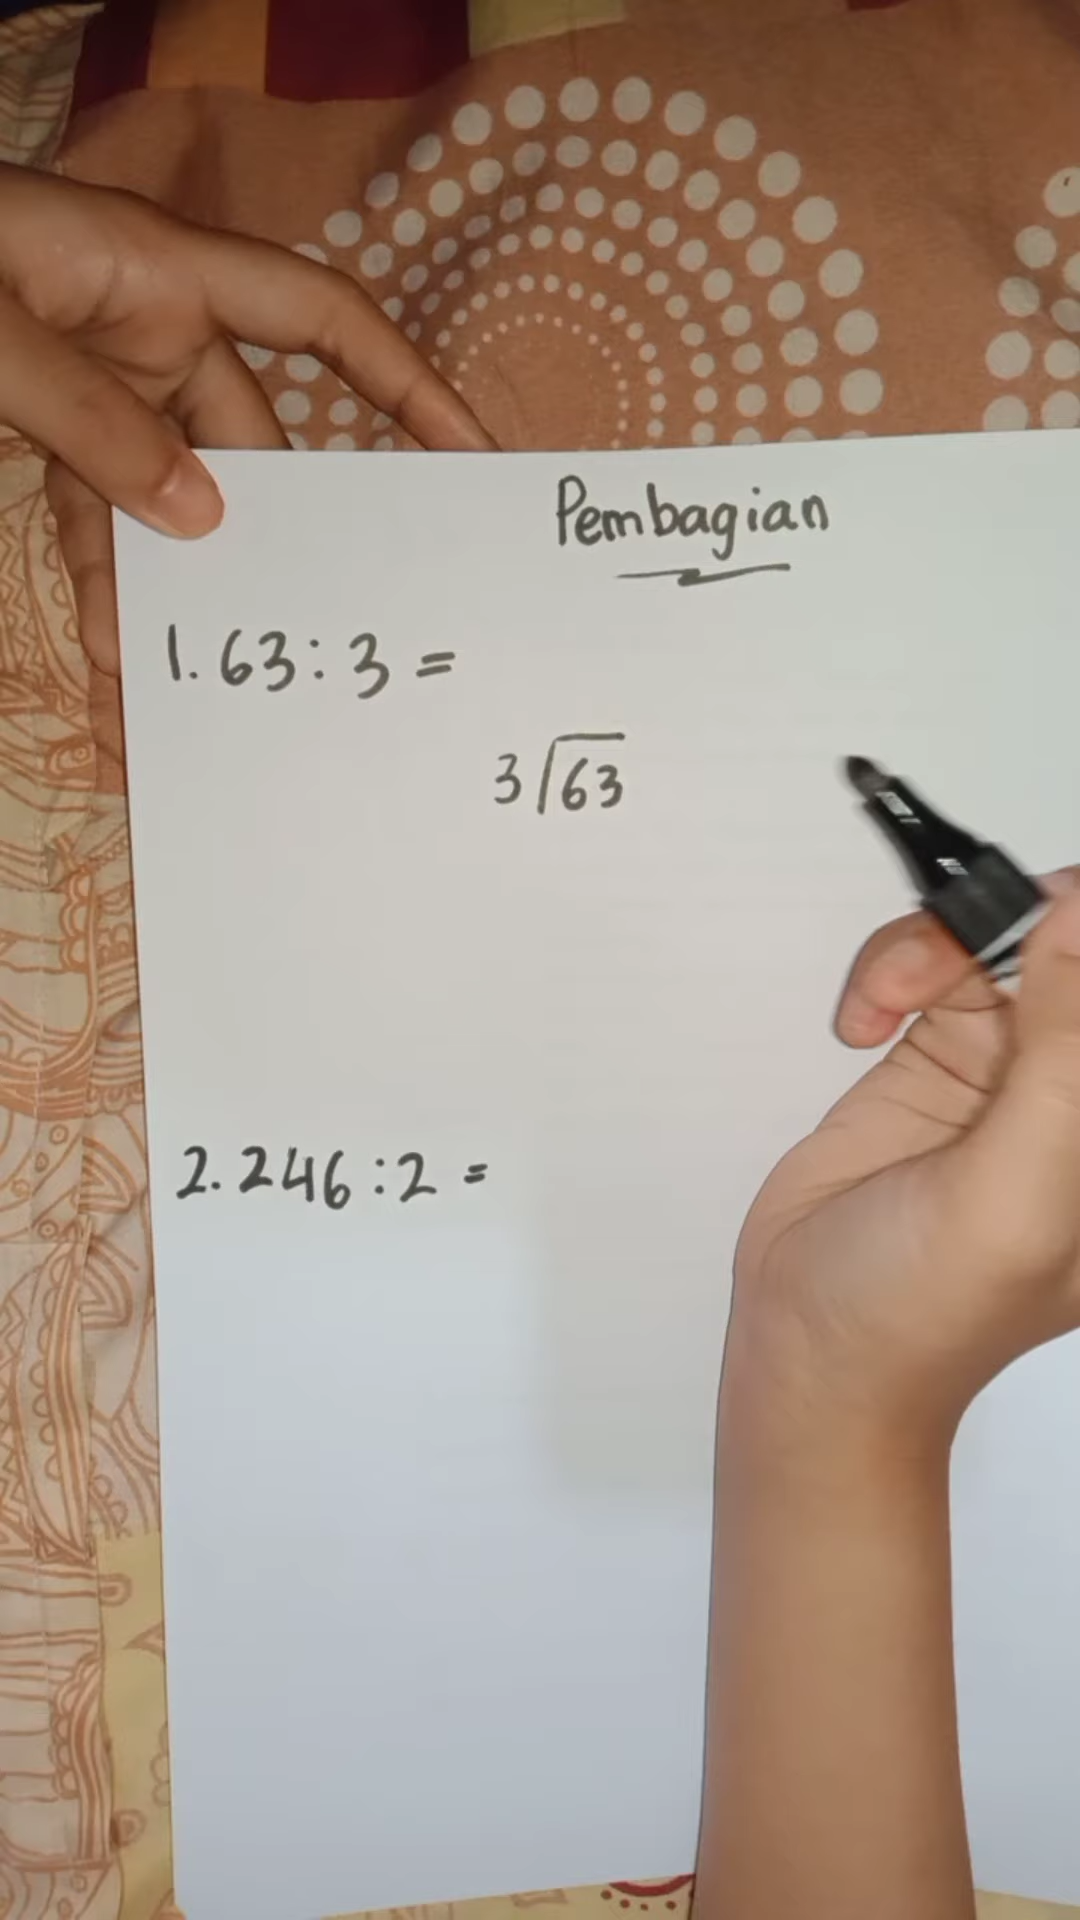 Pembagian
1. 63 : 3 =
3 √63
2. 246 : 2 =